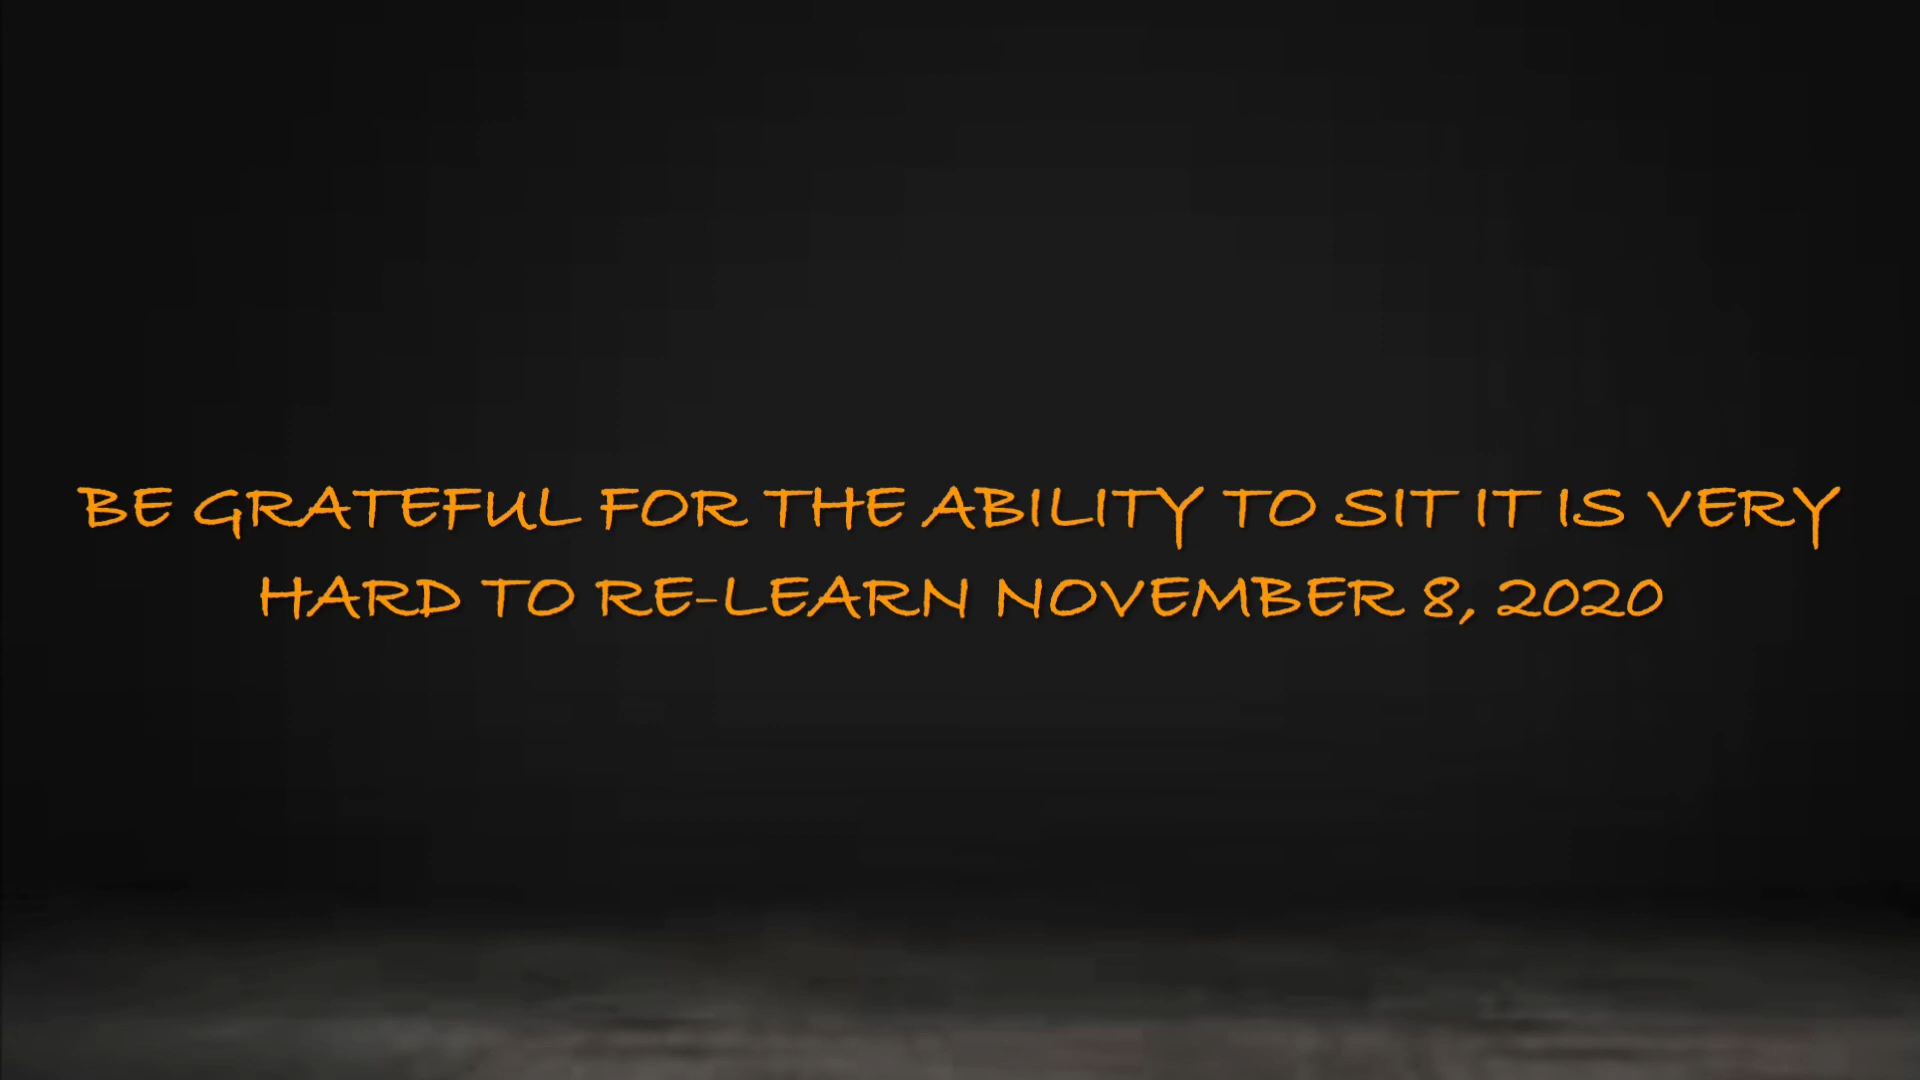 BE GRATEFUL FOR THE ABILITY TO SIT IT IS VERY
HARD TO RE-LEARN NOVEMBER 8, 2020